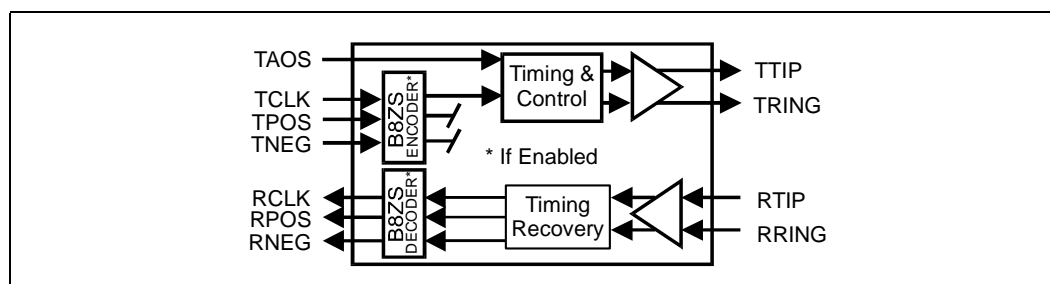 TAOS
TCLK
TPOS
TNEG
B8ZS
ENCODER*
Timing &
Control
TTIP
TRING
* If Enabled
RCLK
RPOS
RNEG
B8ZS
DECODER*
Timing
Recovery
RTIP
RRING